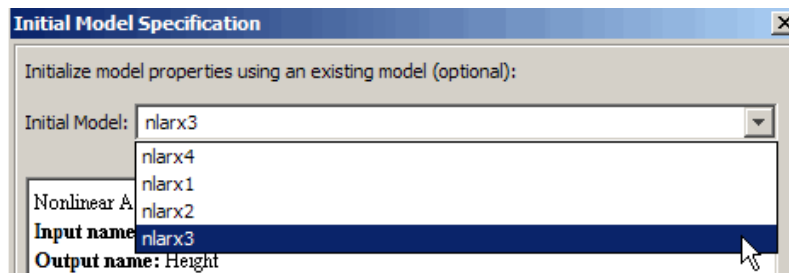 Initial Model Specification
Initialize model properties using an existing model (optional):
Initial Model: nlarx3
nlarx4
nlarx1
nlarx2
nlarx3
Nonlinear A
Input name
Output name: Height